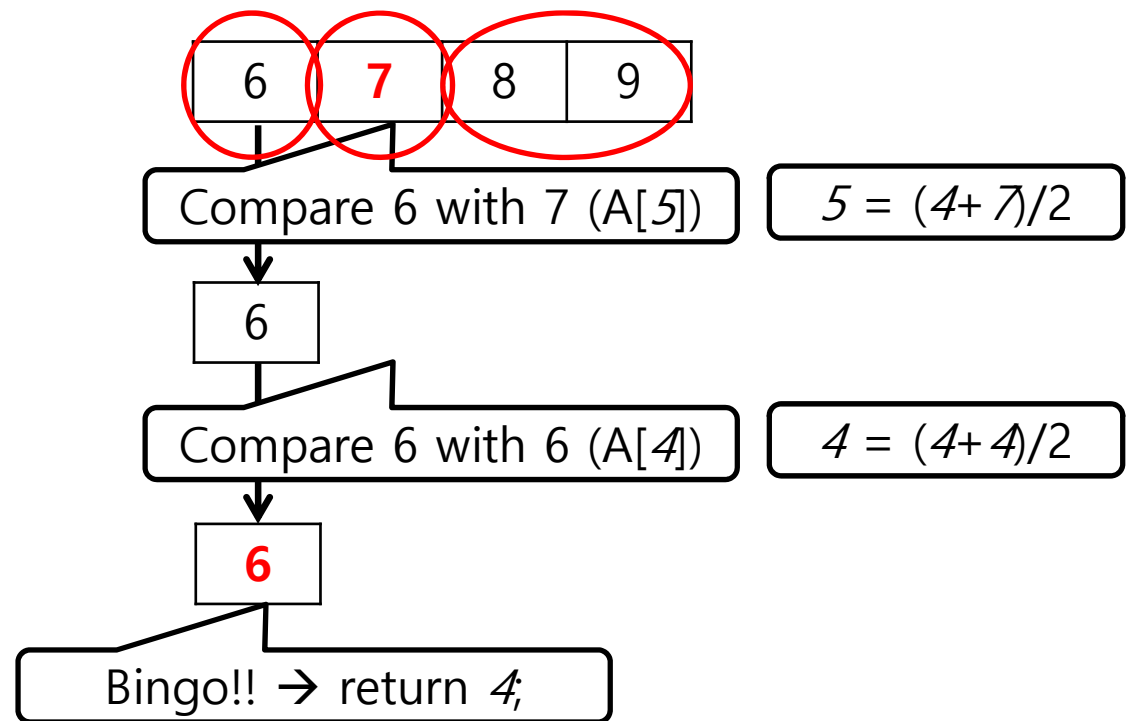 6 7 8 9
Compare 6 with 7 (A[5]) 5 = (4+7)/2
6
Compare 6 with 6 (A[4]) 4 = (4+4)/2
6
Bingo!! → return 4;